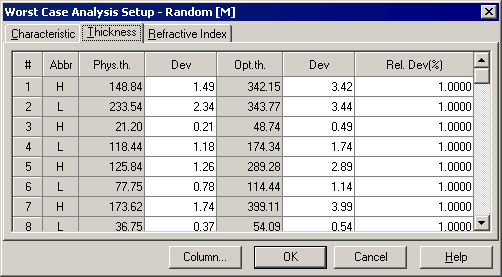 Worst Case Analysis Setup - Random [M]
Characteristic Thickness Refractive Index
# Abbr Phys.th. Dev Opt.th. Dev Rel. Dev(%)
1 H 148.84 1.49 342.15 3.42 1.0000
2 L 233.54 2.34 343.77 3.44 1.0000
3 H 21.20 0.21 48.74 0.49 1.0000
4 L 118.44 1.18 174.34 1.74 1.0000
5 H 125.84 1.26 289.28 2.89 1.0000
6 L 77.75 0.78 114.44 1.14 1.0000
7 H 173.62 1.74 399.11 3.99 1.0000
8 L 36.75 0.37 54.09 0.54 1.0000
Column... OK Cancel Help